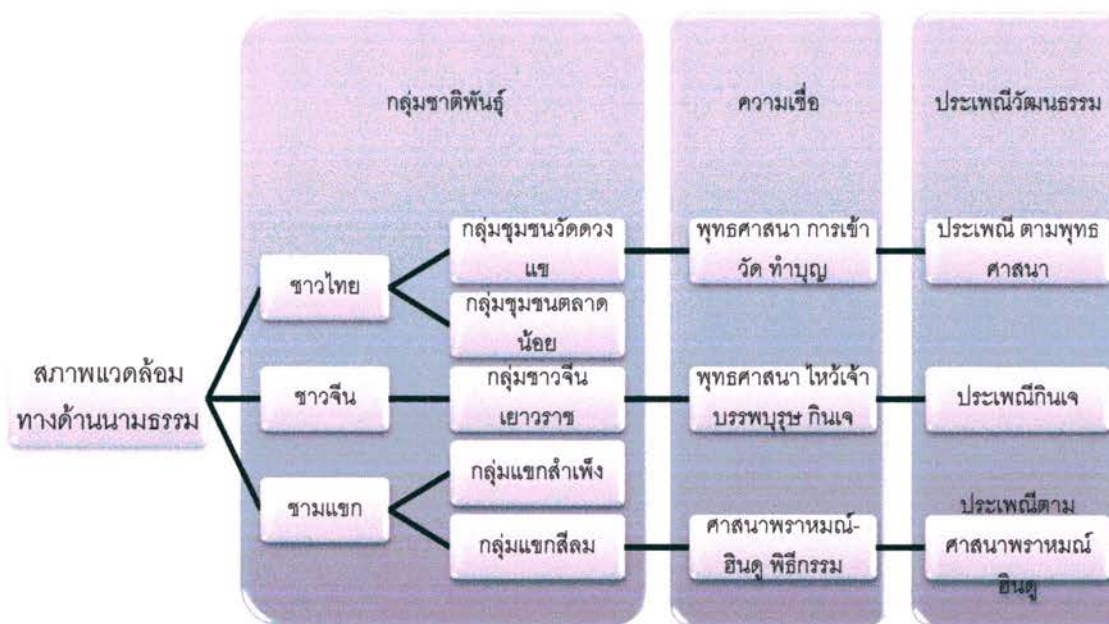 กลุ่มชาติพันธุ์
ความเชื่อ
ประเพณีวัฒนธรรม
สภาพแวดล้อม
ทางด้านนามธรรม
ชาวไทย
กลุ่มชุมชนวัดดวง
แข
พุทธศาสนา การเข้า
วัด ทำบุญ
ประเพณี ตามพุทธ
ศาสนา
กลุ่มชุมชนตลาด
น้อย
ชาวจีน
กลุ่มชาวจีน
เยาวราช
พุทธศาสนา ไหว้เจ้า
บรรพบุรุษ กินเจ
ประเพณีกินเจ
ชามแขก
กลุ่มแขกสำเพ็ง
กลุ่มแขกสีลม
ศาสนาพราหมณ์-
ฮินดู พิธีกรรม
ประเพณีตาม
ศาสนาพราหมณ์
ฮินดู